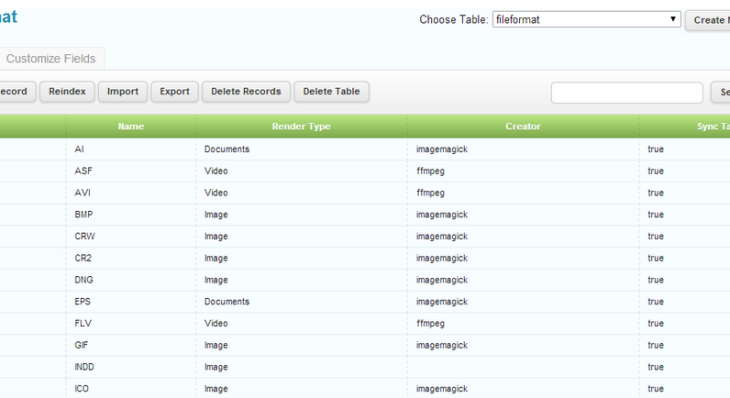 at Choose Table: fileformat Create
Customize Fields
ecord Reindex Import Export Delete Records Delete Table Se
Name Render Type Creator Sync Ta
AI Documents imagemagick true
ASF Video ffmpeg true
AVI Video ffmpeg true
BMP Image imagemagick true
CRW Image imagemagick true
CR2 Image imagemagick true
DNG Image imagemagick true
EPS Documents imagemagick true
FLV Video ffmpeg true
GIF Image imagemagick true
INDD Image true
ICO Image imagemagick true